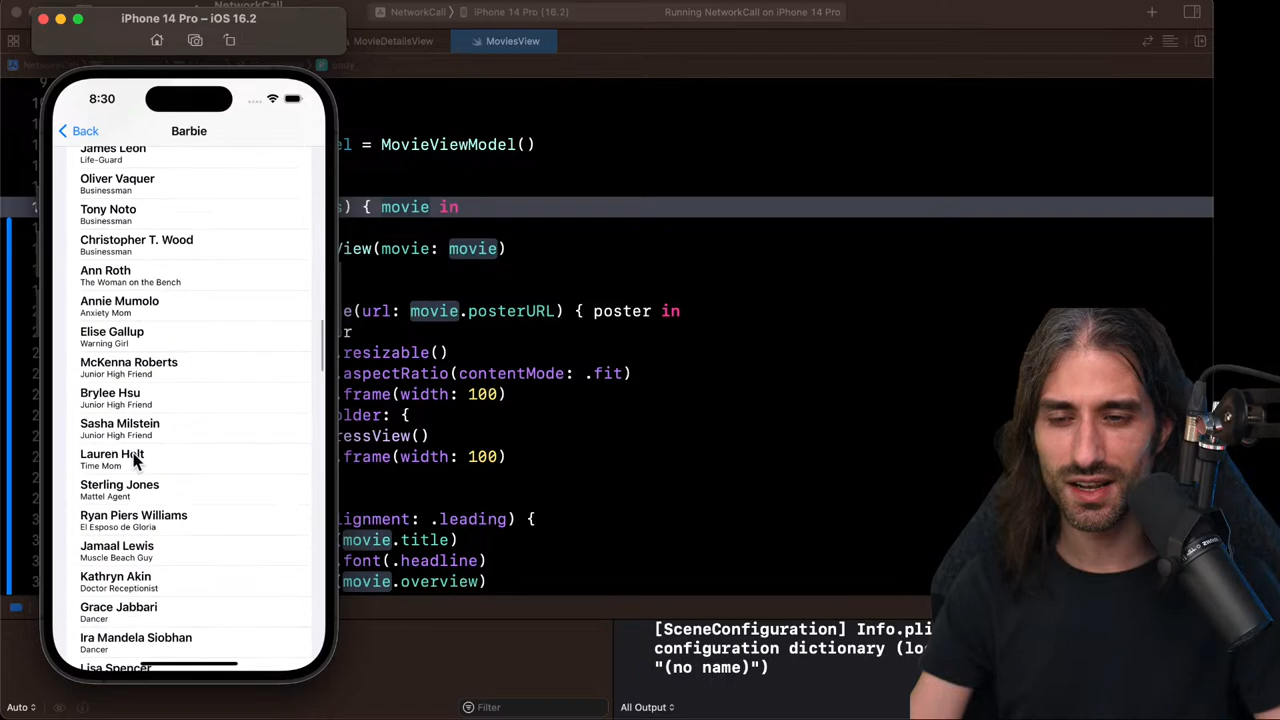 iPhone 14 Pro – iOS 16.2
NetworkCall
iPhone 14 Pro (16.2)
Running NetworkCall on iPhone 14 Pro
MovieDetailsView
MoviesView
8:30
Back
Barbie
James Leon
Life-Guard
Oliver Vaquer
Businessman
Tony Noto
Businessman
Christopher T. Wood
Businessman
Ann Roth
The Woman on the Bench
Annie Mumolo
Anxiety Mom
Elise Gallup
Warning Girl
McKenna Roberts
Junior High Friend
Brylee Hsu
Junior High Friend
Sasha Milstein
Junior High Friend
Lauren Holt
Time Mom
Sterling Jones
Mattel Agent
Ryan Piers Williams
El Esposo de Gloria
Jamaal Lewis
Muscle Beach Guy
Kathryn Akin
Doctor Receptionist
Grace Jabbari
Dancer
Ira Mandela Siobhan
Dancer
Lisa Spencer
el = MovieViewModel()
s) { movie in
View(movie: movie)
e(url: movie.posterURL) { poster in
r
.resizable()
.aspectRatio(contentMode: .fit)
.frame(width: 100)
older: {
ressView()
.frame(width: 100)
lignment: .leading) {
(movie.title)
.font(.headline)
(movie.overview)
[SceneConfiguration] Info.pli
configuration dictionary (loo
"(no name)")
Auto
Filter
All Output